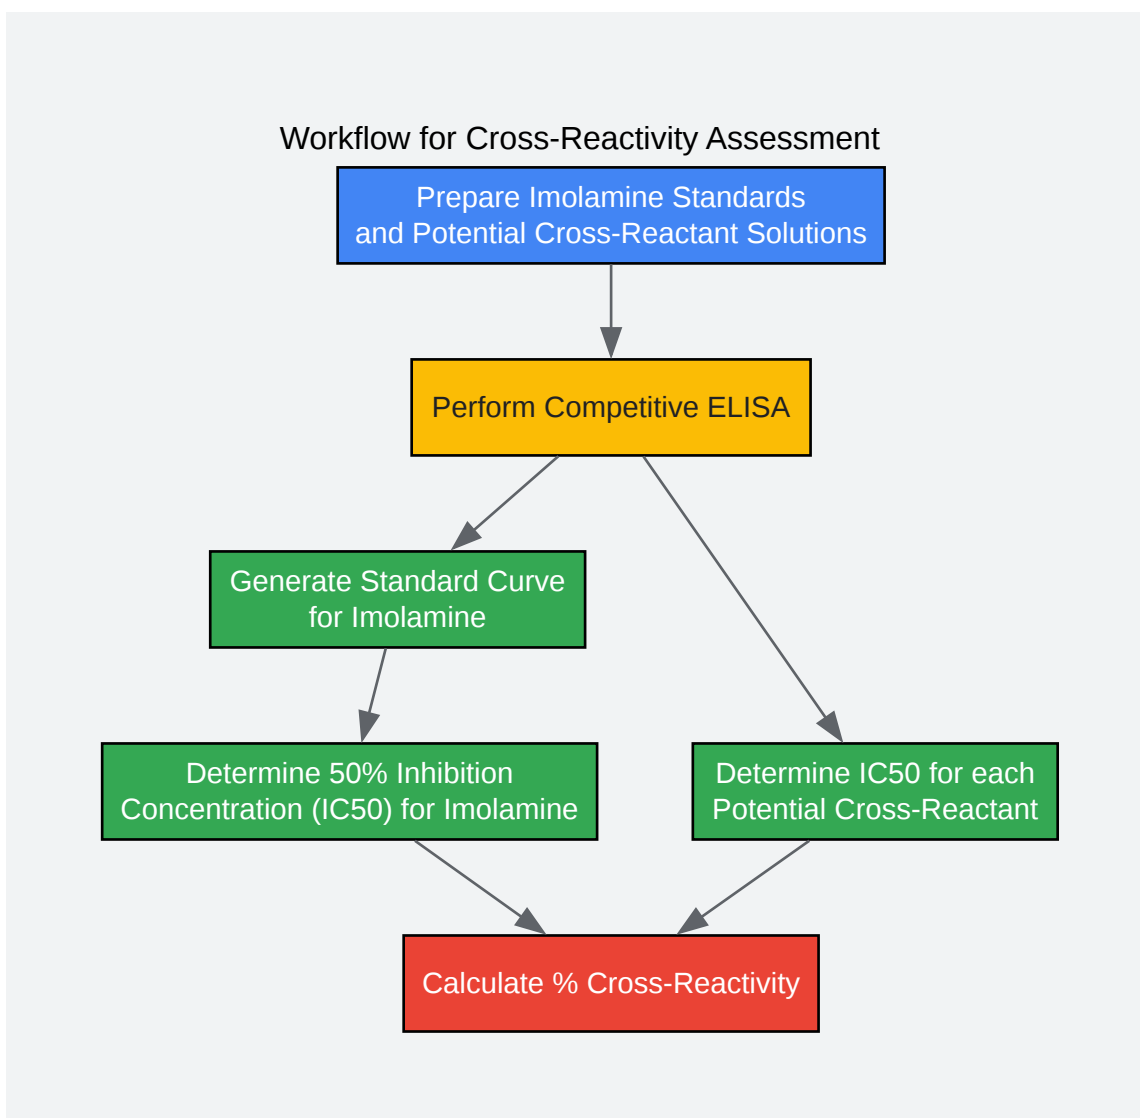 Workflow for Cross-Reactivity Assessment
Prepare Imolamine Standards
and Potential Cross-Reactant Solutions
Perform Competitive ELISA
Generate Standard Curve
for Imolamine
Determine 50% Inhibition
Concentration (IC50) for Imolamine
Determine IC50 for each
Potential Cross-Reactant
Calculate % Cross-Reactivity